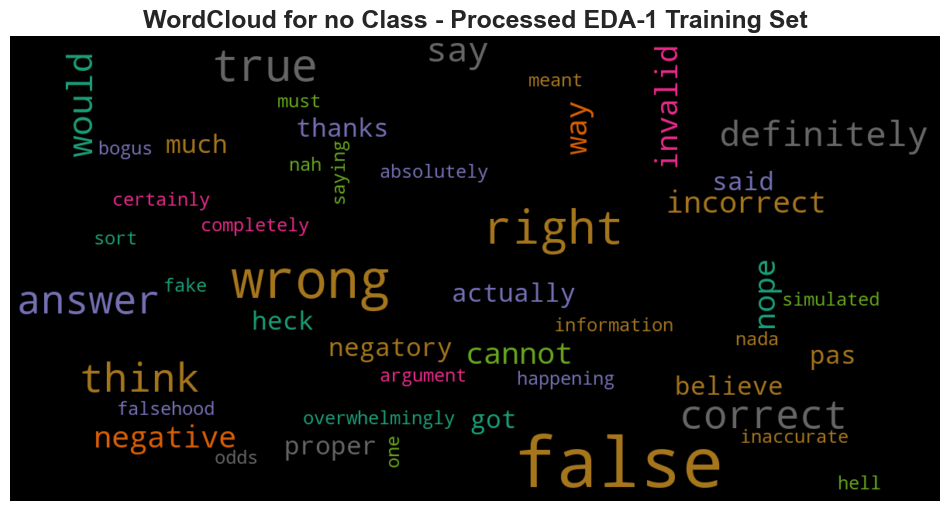 WordCloud for no Class - Processed EDA-1 Training Set
would
true
say
meant
way
invalid
must
thanks
definitely
bogus
much
nah
saying
absolutely
said
certainly
incorrect
completely
right
sort
wrong
actually
nope
answer
fake
simulated
heck
information
negatory
cannot
nada
pas
think
argument
happening
believe
falsehood
overwhelmingly
got
correct
negative
proper
one
false
inaccurate
odds
hell